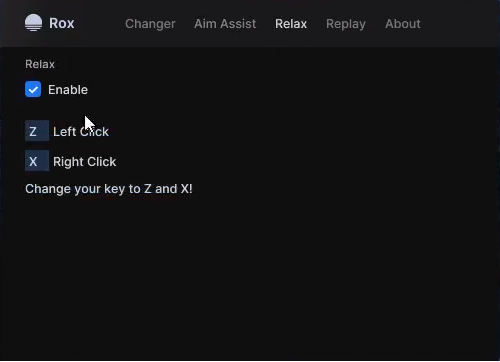 Rox Changer Aim Assist Relax Replay About
Relax
Enable
Z Left Click
X Right Click
Change your key to Z and X!